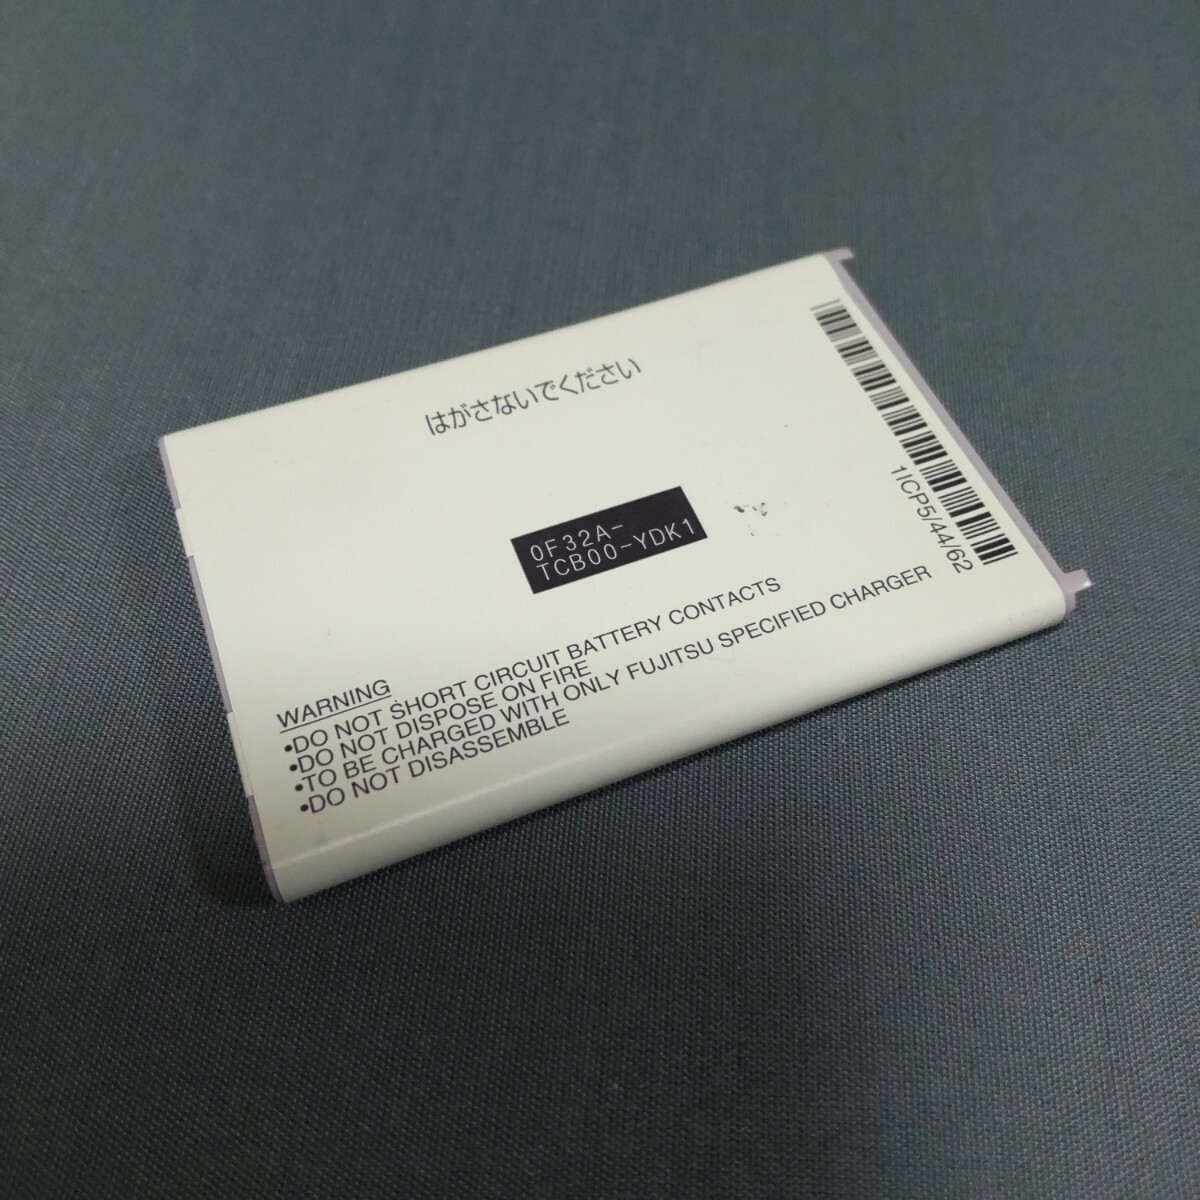 はがさないでください
0F32A-
TCB00-YDK1
1ICP5/44/62
WARNING
•DO NOT SHORT CIRCUIT BATTERY CONTACTS
•DO NOT DISPOSE ON FIRE
•TO BE CHARGED WITH ONLY FUJITSU SPECIFIED CHARGER
•DO NOT DISASSEMBLE